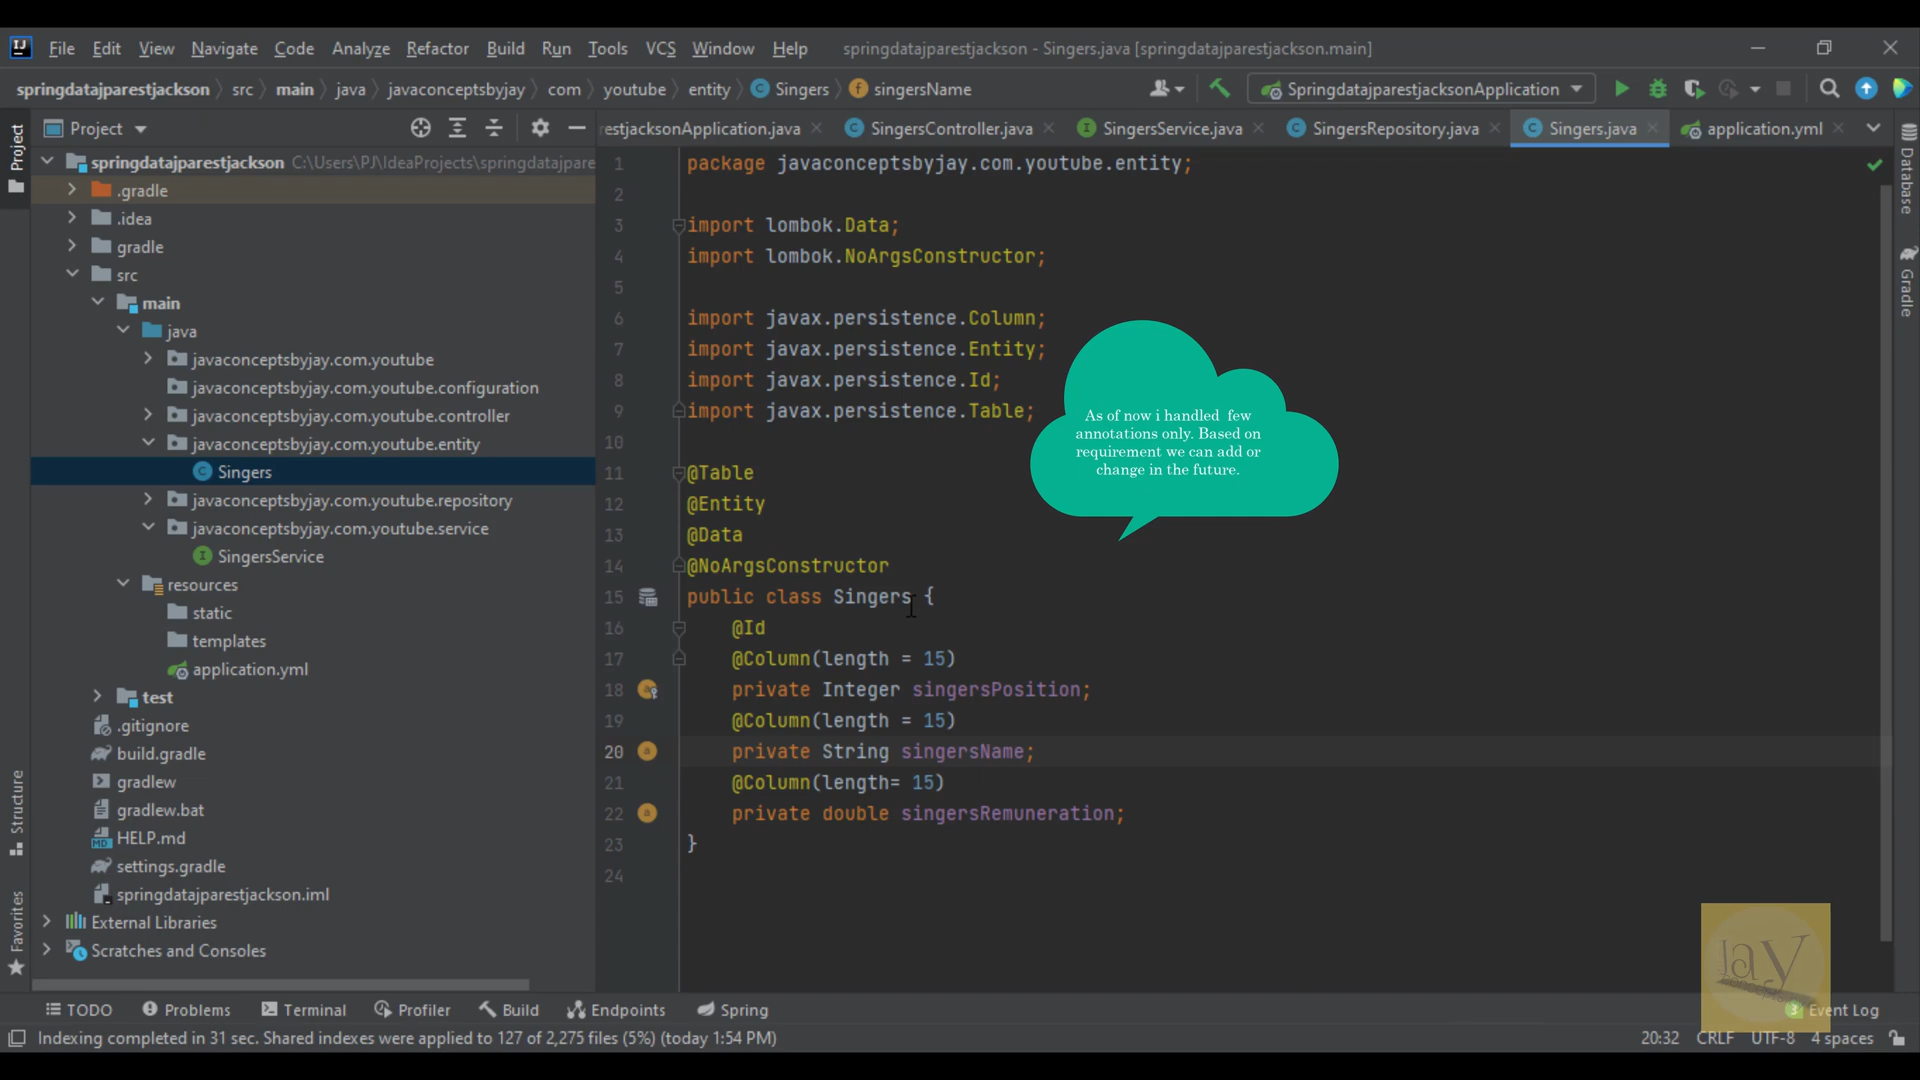 File Edit View Navigate Code Analyze Refactor Build Run Tools VCS Window Help springdatajparestjackson - Singers.java [springdatajparestjackson.main]
springdatajparestjackson src main java javaconceptsbyjay com youtube entity Singers singersName SpringdatajparestjacksonApplication
Project restjacksonApplication.java SingersController.java SingersService.java SingersRepository.java Singers.java application.yml
Project
Structure
Favorites
springdatajparestjackson C:\Users\PJ\IdeaProjects\springdatajpare
.gradle
.idea
gradle
src
main
java
javaconceptsbyjay.com.youtube
javaconceptsbyjay.com.youtube.configuration
javaconceptsbyjay.com.youtube.controller
javaconceptsbyjay.com.youtube.entity
Singers
javaconceptsbyjay.com.youtube.repository
javaconceptsbyjay.com.youtube.service
SingersService
resources
static
templates
application.yml
test
.gitignore
build.gradle
gradlew
gradlew.bat
HELP.md
settings.gradle
springdatajparestjackson.iml
External Libraries
Scratches and Consoles
1 package javaconceptsbyjay.com.youtube.entity;
2
3 import lombok.Data;
4 import lombok.NoArgsConstructor;
5
6 import javax.persistence.Column;
7 import javax.persistence.Entity;
8 import javax.persistence.Id;
9 import javax.persistence.Table;
10
11 @Table
12 @Entity
13 @Data
14 @NoArgsConstructor
15 public class Singers {
16 @Id
17 @Column(length = 15)
18 private Integer singersPosition;
19 @Column(length = 15)
20 private String singersName;
21 @Column(length= 15)
22 private double singersRemuneration;
23 }
24
As of now i handled few
annotations only. Based on
requirement we can add or
change in the future.
Database
Gradle
Jay
TODO Problems Terminal Profiler Build Endpoints Spring 3 Event Log
Indexing completed in 31 sec. Shared indexes were applied to 127 of 2,275 files (5%) (today 1:54 PM) 20:32 CRLF UTF-8 4 spaces